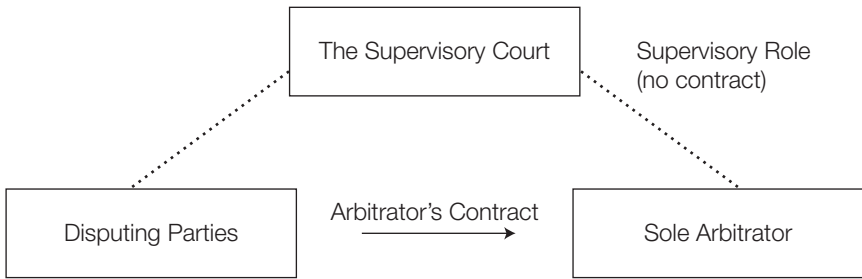 The Supervisory Court
Supervisory Role
(no contract)
Disputing Parties
Arbitrator’s Contract
Sole Arbitrator